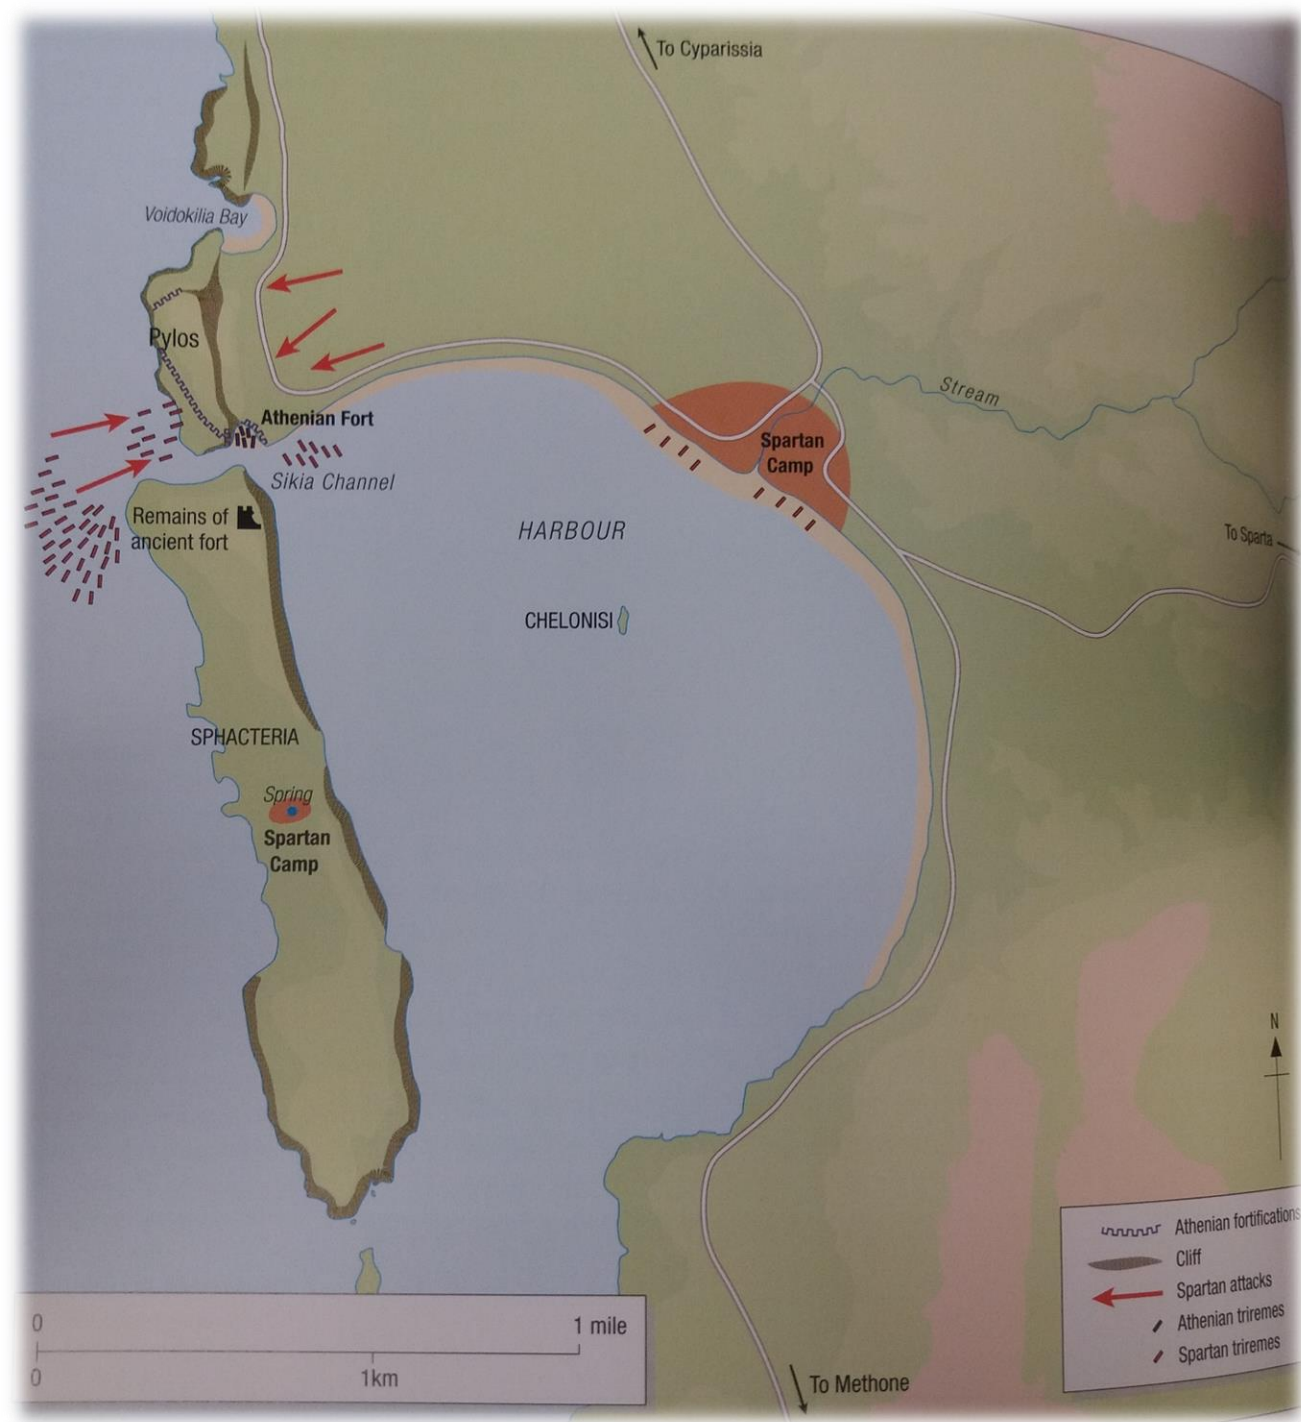 To Cyparissia
Voidokilia Bay
Pylos
Athenian Fort
Stream
Spartan
Camp
Sikia Channel
Remains of
ancient fort
HARBOUR
To Sparta
CHELONISI
SPHACTERIA
Spring
Spartan
Camp
N
Athenian fortifications
Cliff
Spartan attacks
Athenian triremes
Spartan triremes
0
1 mile
0
1km
To Methone